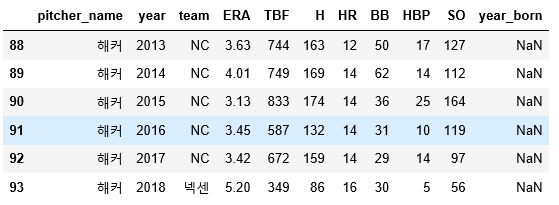 pitcher_name year team ERA TBF H HR BB HBP SO year_born
88 해커 2013 NC 3.63 744 163 12 50 17 127 NaN
89 해커 2014 NC 4.01 749 169 14 62 14 112 NaN
90 해커 2015 NC 3.13 833 174 14 36 25 164 NaN
91 해커 2016 NC 3.45 587 132 14 31 10 119 NaN
92 해커 2017 NC 3.42 672 159 14 29 14 97 NaN
93 해커 2018 넥센 5.20 349 86 16 30 5 56 NaN